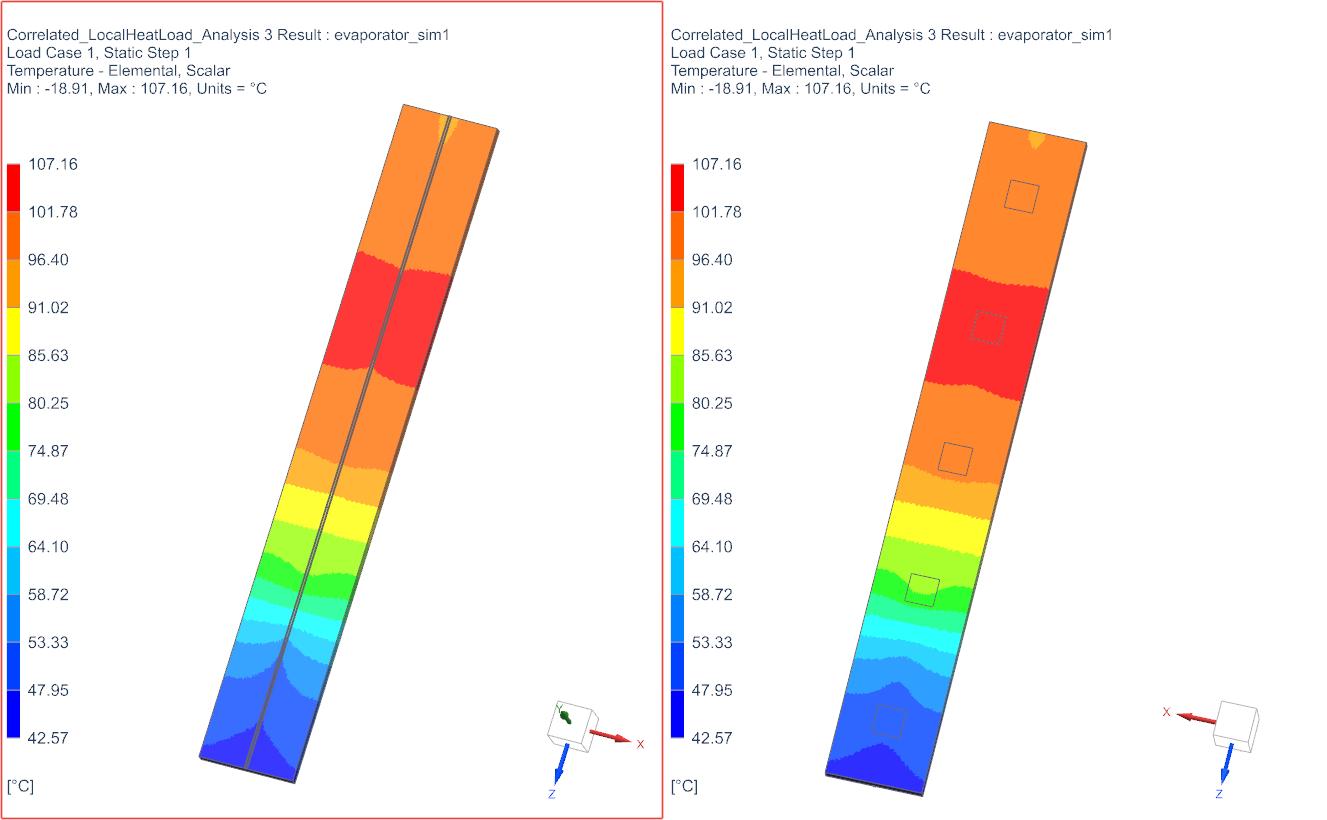 Correlated_LocalHeatLoad_Analysis 3 Result : evaporator_sim1
Load Case 1, Static Step 1
Temperature - Elemental, Scalar
Min : -18.91, Max : 107.16, Units = °C
107.16
101.78
96.40
91.02
85.63
80.25
74.87
69.48
64.10
58.72
53.33
47.95
42.57
[°C]
Y
X
Z
Correlated_LocalHeatLoad_Analysis 3 Result : evaporator_sim1
Load Case 1, Static Step 1
Temperature - Elemental, Scalar
Min : -18.91, Max : 107.16, Units = °C
107.16
101.78
96.40
91.02
85.63
80.25
74.87
69.48
64.10
58.72
53.33
47.95
42.57
[°C]
X
Z